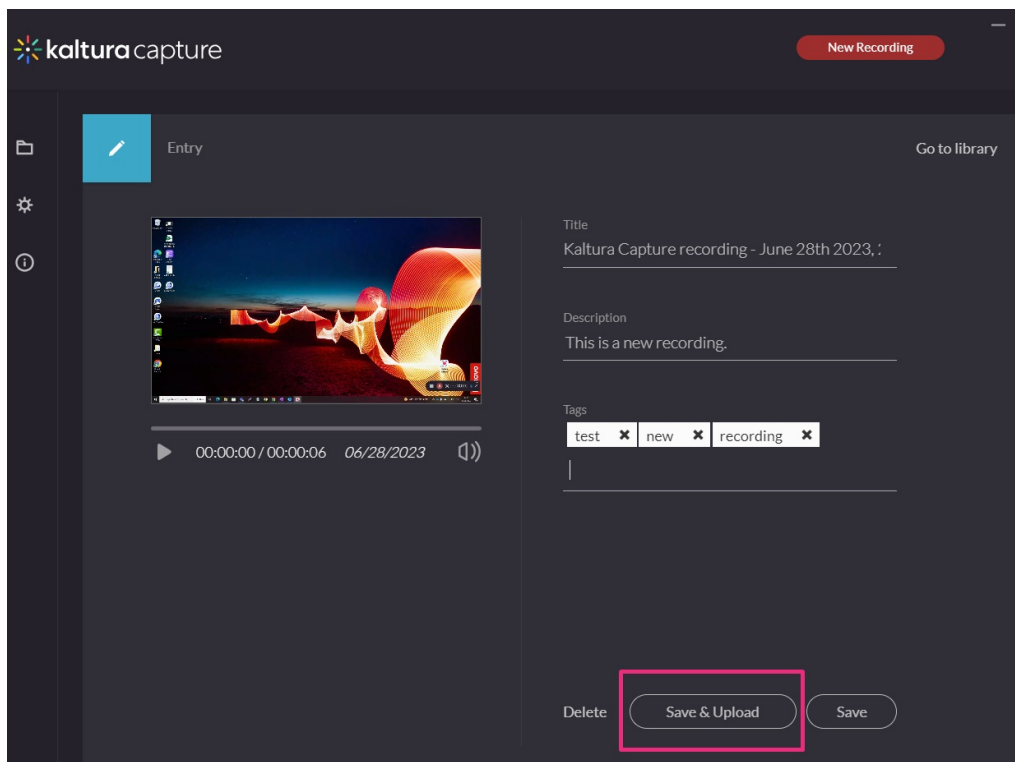 kaltura capture
New Recording
Entry
Go to library
Title
Kaltura Capture recording - June 28th 2023, :
Description
This is a new recording.
Tags
test ✖ new ✖ recording ✖
00:00:00 / 00:00:06 06/28/2023
Delete Save & Upload Save